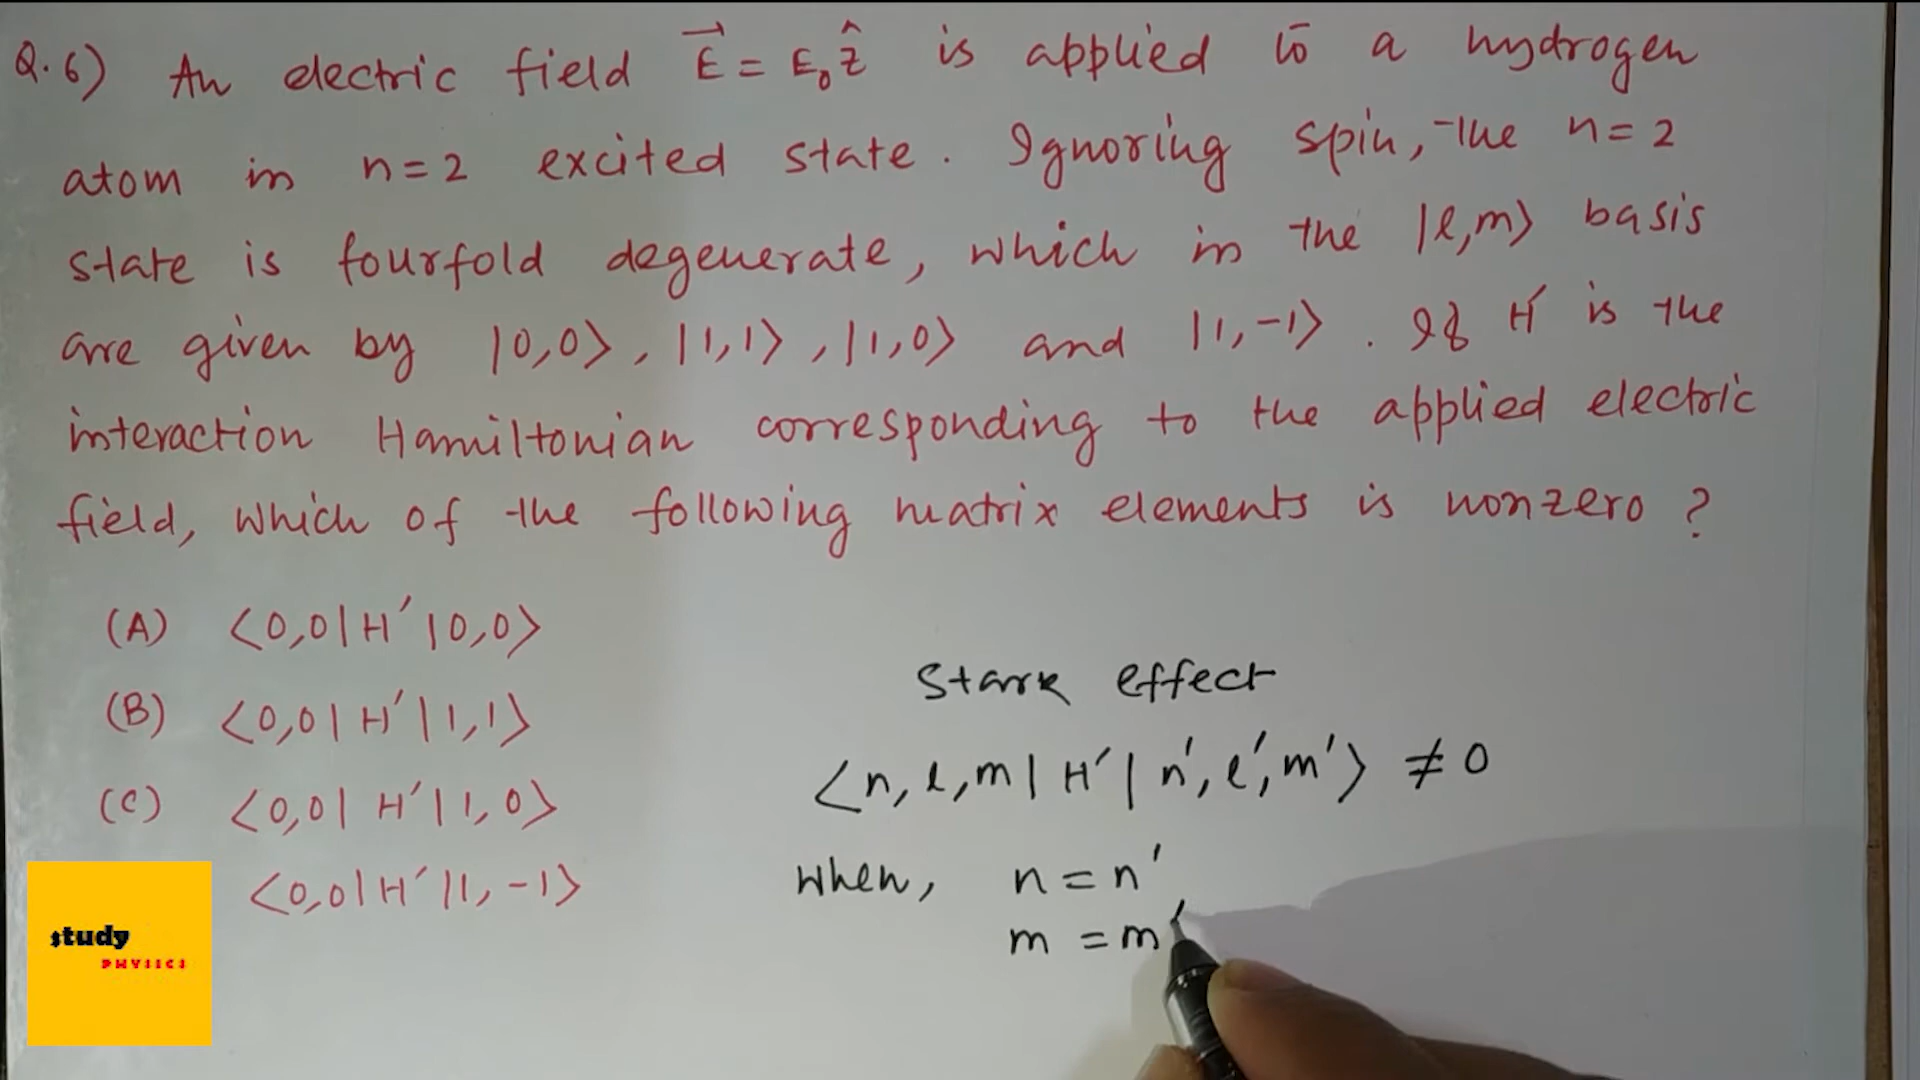 Q.6) An electric field E⃗ = E₀ẑ is applied to a hydrogen
atom in n=2 excited state. Ignoring spin, the n=2
state is fourfold degenerate, which in the |l,m⟩ basis
are given by |0,0⟩, |1,1⟩, |1,0⟩ and |1,-1⟩. If H′ is the
interaction Hamiltonian corresponding to the applied electric
field, which of the following matrix elements is nonzero?
(A) ⟨0,0|H′|0,0⟩
(B) ⟨0,0|H′|1,1⟩
(C) ⟨0,0|H′|1,0⟩
⟨0,0|H′|1,-1⟩
Stark effect
⟨n,l,m|H′|n′,l′,m′⟩ ≠ 0
when, n = n′
m = m′
study
PHYSICS